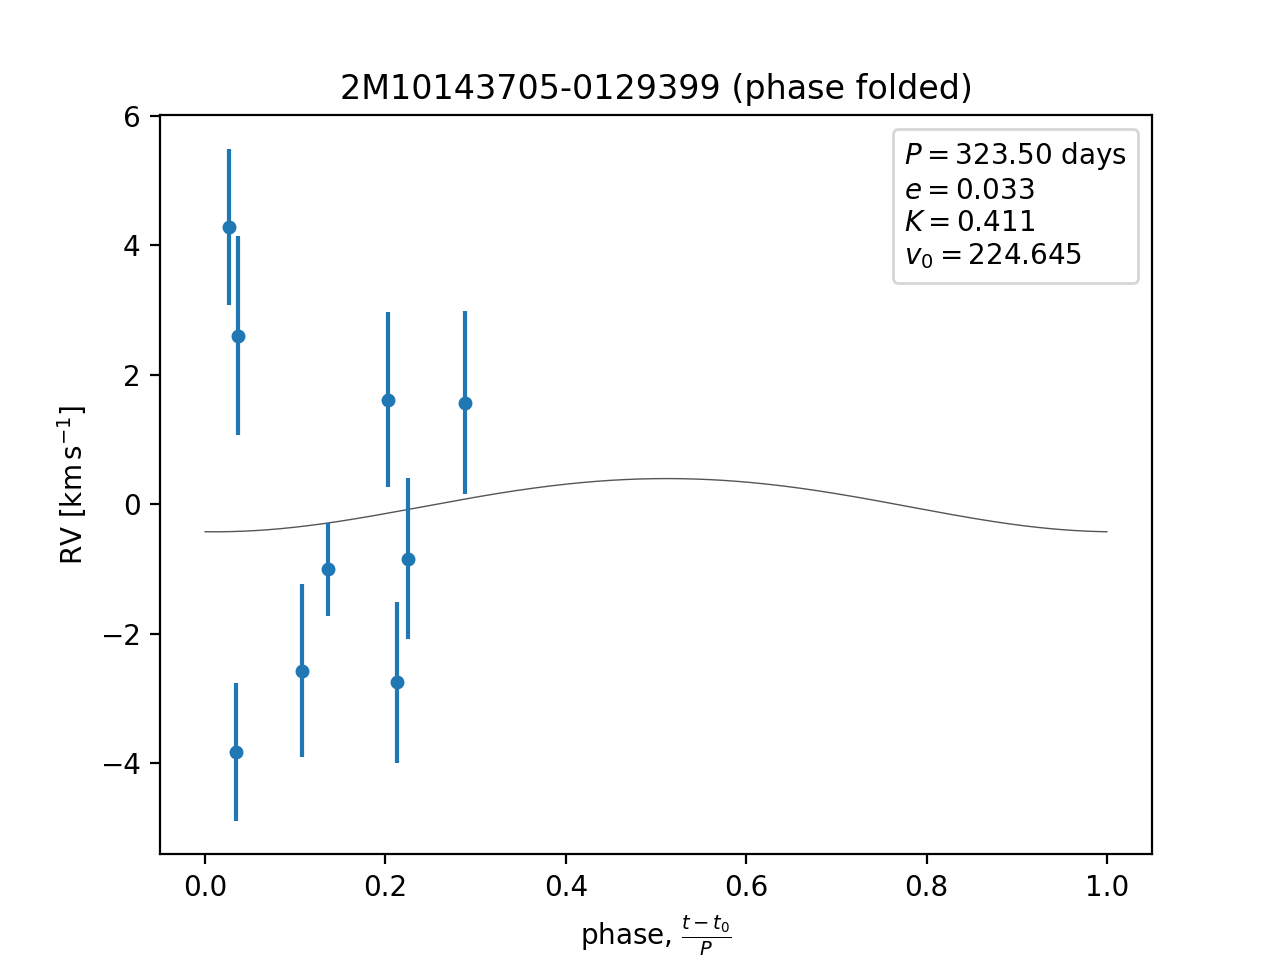 2M10143705-0129399 (phase folded)
P = 323.50 days
e = 0.033
K = 0.411
v₀ = 224.645
6
4
2
0
−2
−4
RV [km s⁻¹]
0.0 0.2 0.4 0.6 0.8 1.0
phase, (t − t₀)/P